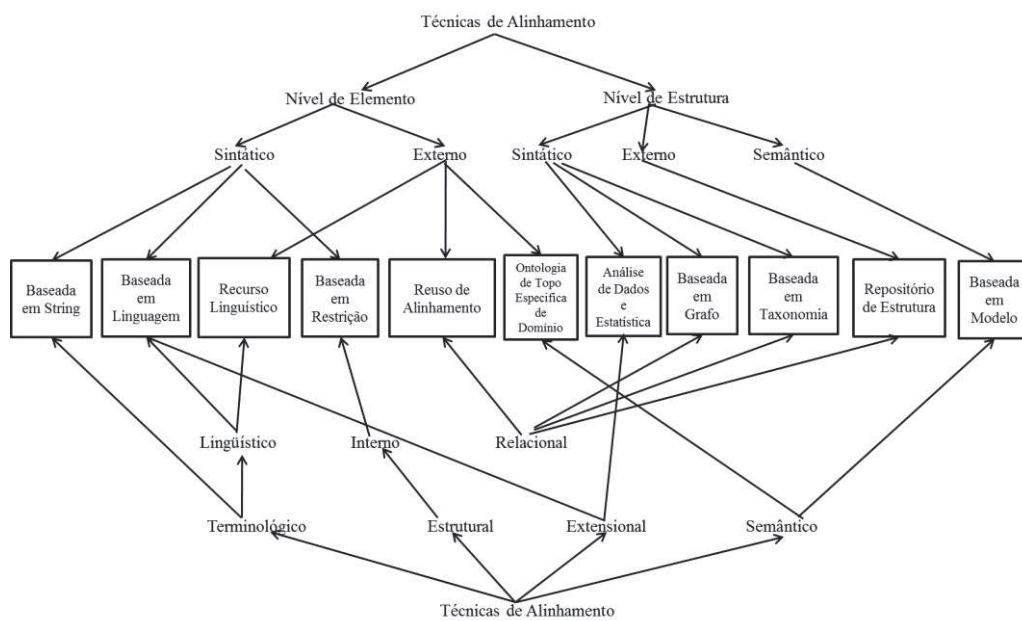 Técnicas de Alinhamento
Nível de Elemento
Nível de Estrutura
Sintático
Externo
Sintático
Externo
Semântico
Baseada
em String
Baseada
em
Linguagem
Recurso
Linguístico
Baseada
em
Restrição
Reuso de
Alinhamento
Ontologia
de Topo
Especifica
de
Domínio
Análise
de Dados
e
Estatística
Baseada
em
Grafo
Baseada
em
Taxonomia
Repositório
de Estrutura
Baseada
em
Modelo
Lingüístico
Interno
Relacional
Terminológico
Estrutural
Extensional
Semântico
Técnicas de Alinhamento